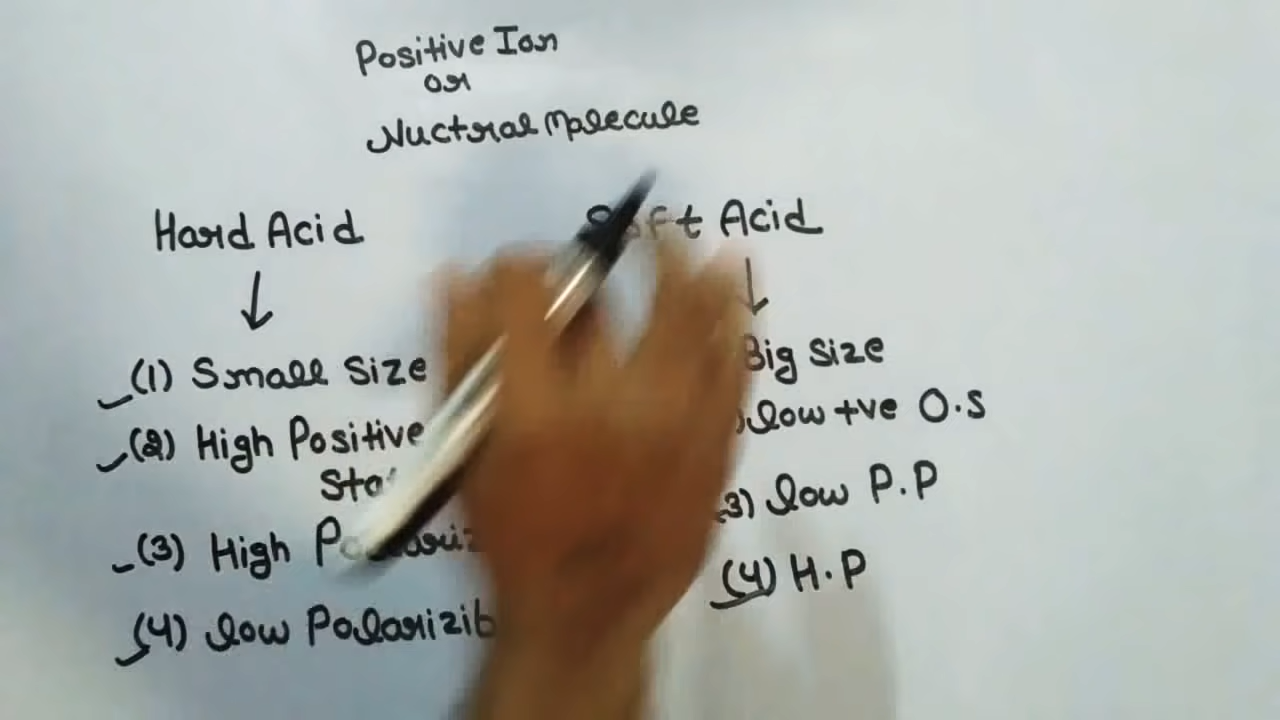 Positive Ion
or
Nuctral Molecule
Hard Acid
Soft Acid
(1) Small Size
(2) High Positive
(3) High
(4) low
Big Size
low +ve O.S
3) low P.P
(4) H.P